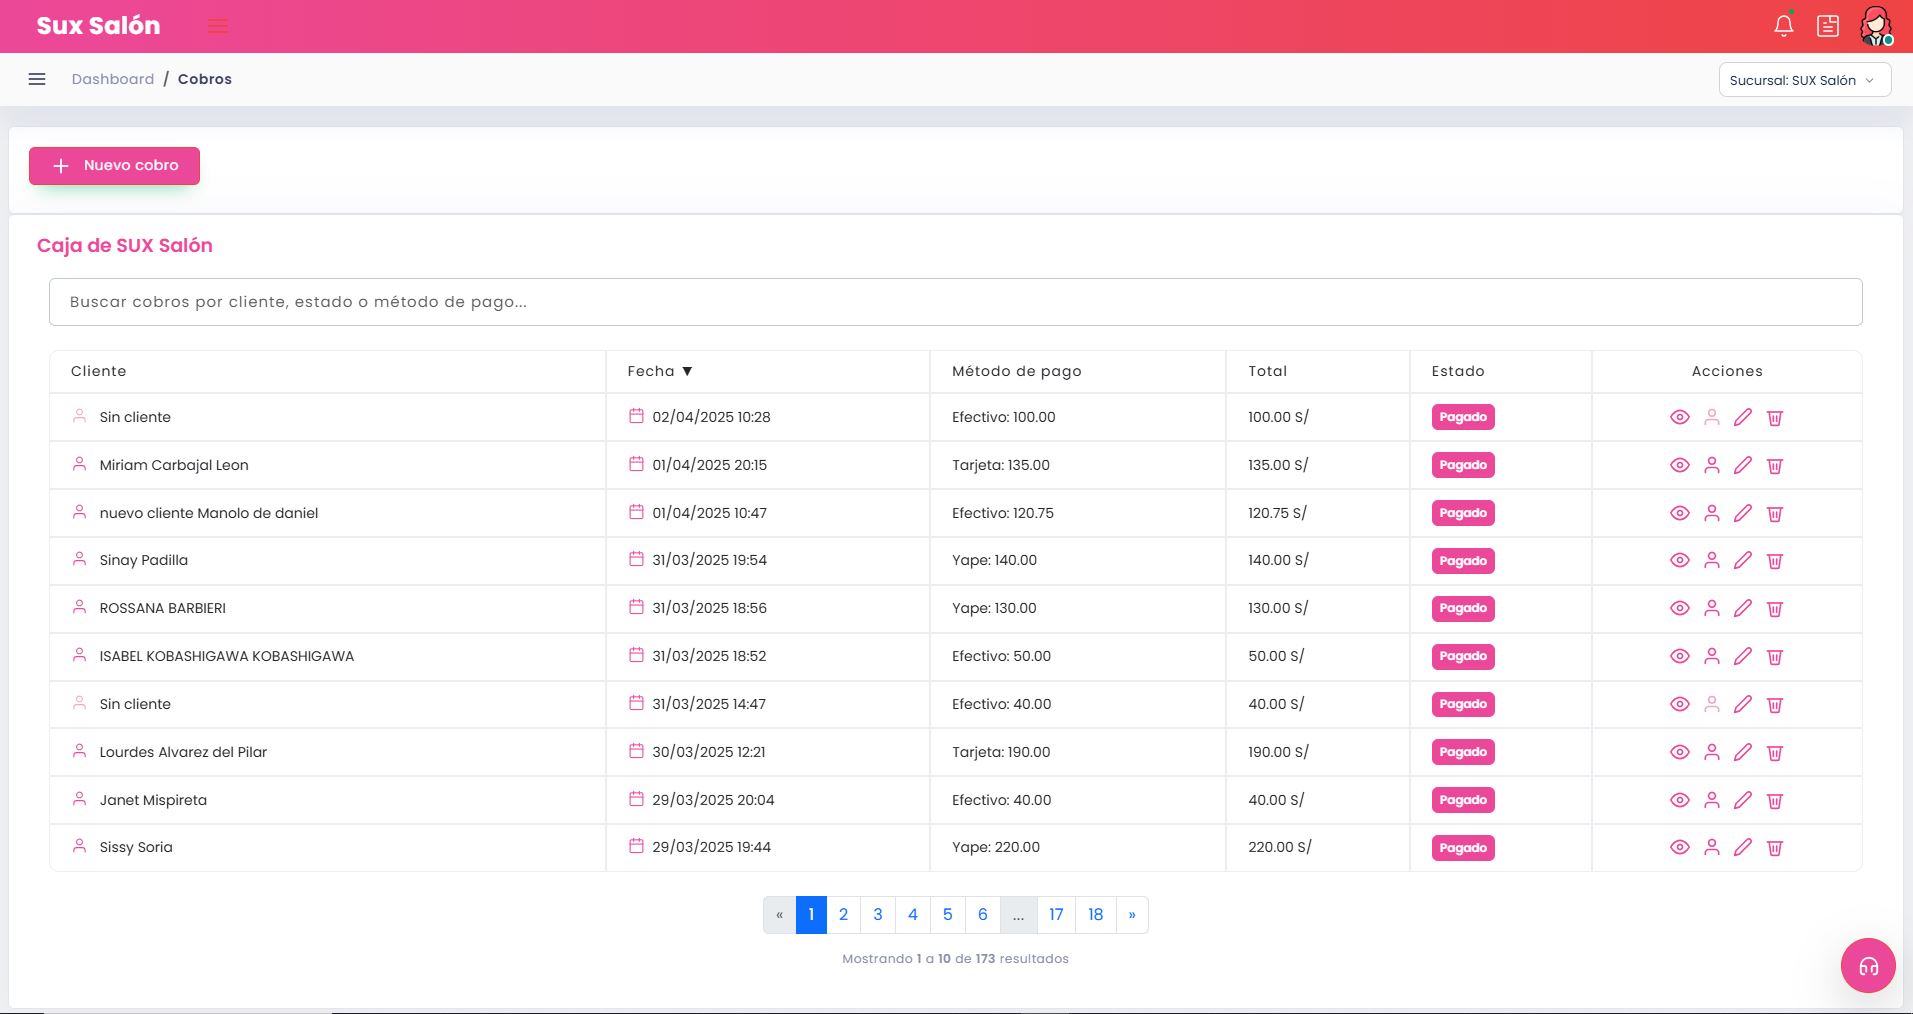 Sux Salón
Dashboard / Cobros
Sucursal: SUX Salón
Nuevo cobro
Caja de SUX Salón
Buscar cobros por cliente, estado o método de pago...
Cliente Fecha ▼ Método de pago Total Estado Acciones
Sin cliente 02/04/2025 10:28 Efectivo: 100.00 100.00 S/ Pagado
Miriam Carbajal Leon 01/04/2025 20:15 Tarjeta: 135.00 135.00 S/ Pagado
nuevo cliente Manolo de daniel 01/04/2025 10:47 Efectivo: 120.75 120.75 S/ Pagado
Sinay Padilla 31/03/2025 19:54 Yape: 140.00 140.00 S/ Pagado
ROSSANA BARBIERI 31/03/2025 18:56 Yape: 130.00 130.00 S/ Pagado
ISABEL KOBASHIGAWA KOBASHIGAWA 31/03/2025 18:52 Efectivo: 50.00 50.00 S/ Pagado
Sin cliente 31/03/2025 14:47 Efectivo: 40.00 40.00 S/ Pagado
Lourdes Alvarez del Pilar 30/03/2025 12:21 Tarjeta: 190.00 190.00 S/ Pagado
Janet Mispireta 29/03/2025 20:04 Efectivo: 40.00 40.00 S/ Pagado
Sissy Soria 29/03/2025 19:44 Yape: 220.00 220.00 S/ Pagado
« 1 2 3 4 5 6 ... 17 18 »
Mostrando 1 a 10 de 173 resultados